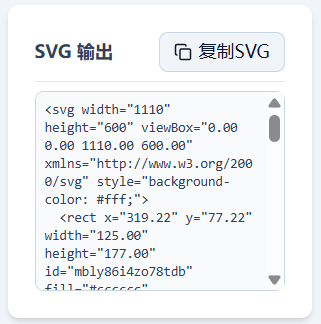 SVG 输出
复制SVG
<svg width="1110"
height="600" viewBox="0.00
0.00 1110.00 600.00"
xmlns="http://www.w3.org/200
0/svg" style="background-
color: #fff;">
<rect x="319.22" y="77.22"
width="125.00"
height="177.00"
id="mbly86i4zo78tdb"
fill="#cccccc"